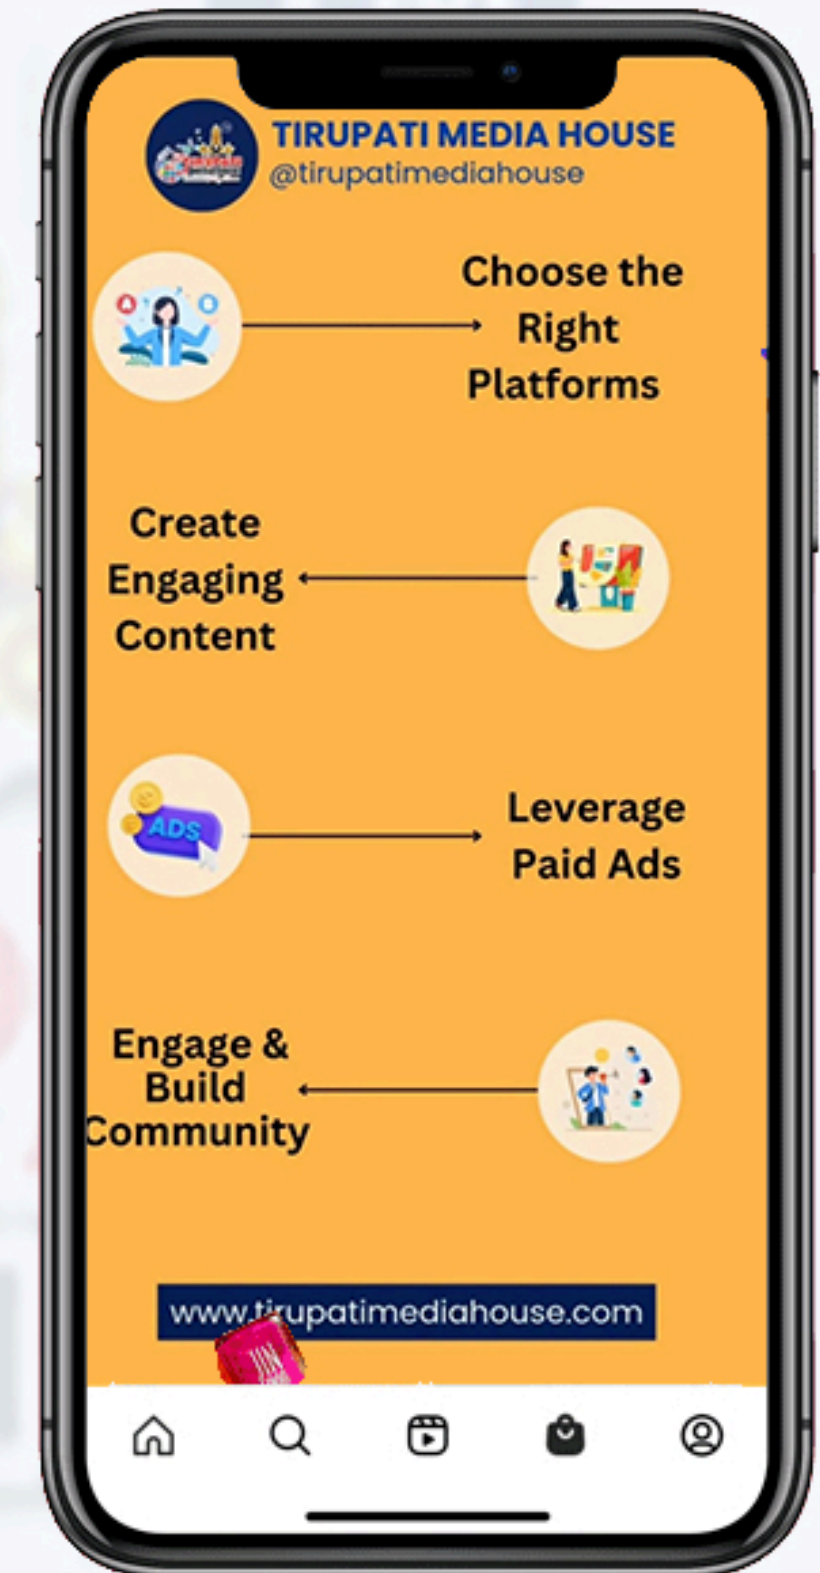 TIRUPATI MEDIA HOUSE
@tirupatimediahouse
A
B
Choose the
Right
Platforms
Create
Engaging
Content
ADS
Leverage
Paid Ads
Engage &
Build
Community
www.tirupatimediahouse.com